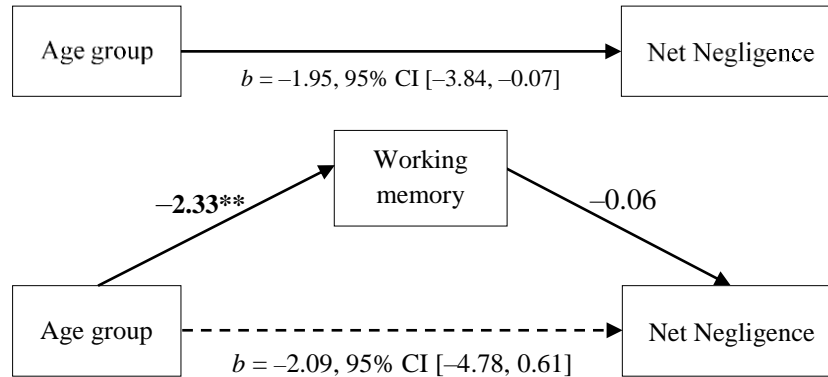 Age group
Net Negligence
b = –1.95, 95% CI [–3.84, –0.07]
Working
memory
–2.33**
–0.06
Age group
Net Negligence
b = –2.09, 95% CI [–4.78, 0.61]